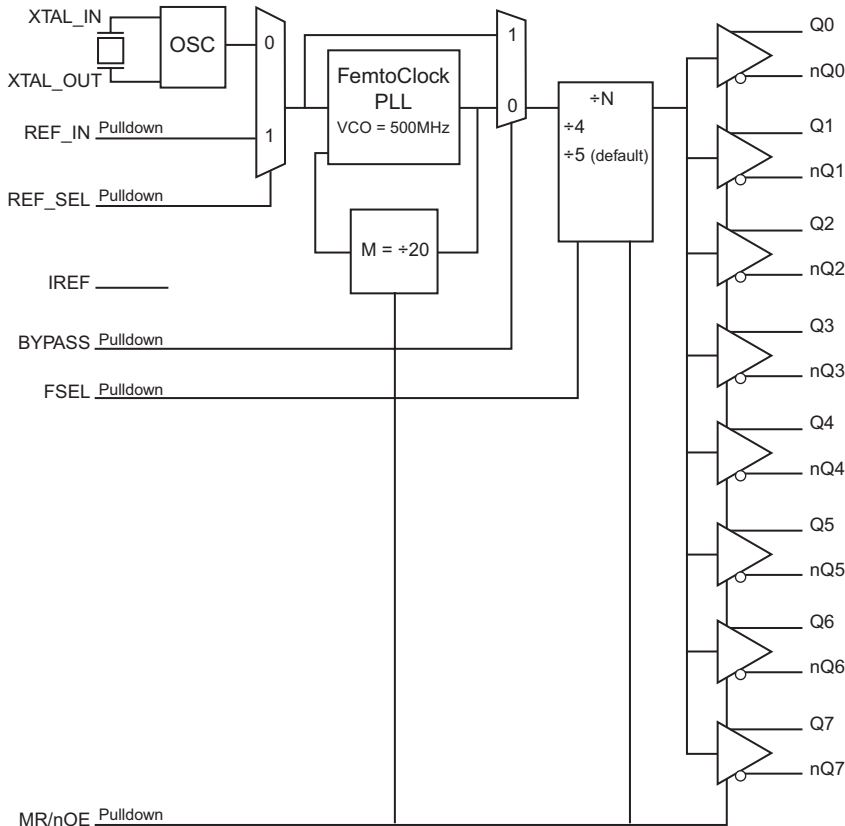 XTAL_IN
OSC
XTAL_OUT
0
REF_IN Pulldown
1
REF_SEL Pulldown
FemtoClock
PLL
VCO = 500MHz
1
0
÷N
÷4
÷5 (default)
M = ÷20
IREF
BYPASS Pulldown
FSEL Pulldown
MR/nOE Pulldown
Q0
nQ0
Q1
nQ1
Q2
nQ2
Q3
nQ3
Q4
nQ4
Q5
nQ5
Q6
nQ6
Q7
nQ7